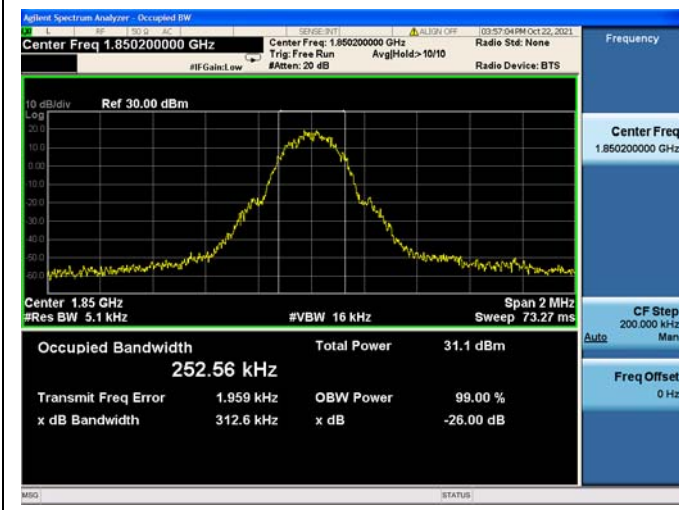 Agilent Spectrum Analyzer - Occupied BW
L RF 50 Ω AC SENSE:INT ALIGN OFF 03:57:04 PM Oct 22, 2021
Center Freq 1.850200000 GHz Center Freq: 1.850200000 GHz Radio Std: None Frequency
Trig: Free Run Avg|Hold:>10/10
#IFGain:Low #Atten: 20 dB Radio Device: BTS
10 dB/div Ref 30.00 dBm
Log
20.0
10.0
0.00
-10.0
-20.0
-30.0
-40.0
-50.0
-60.0
Center Freq
1.850200000 GHz
Center 1.85 GHz Span 2 MHz
#Res BW 5.1 kHz #VBW 16 kHz Sweep 73.27 ms
CF Step
200.000 kHz
Auto Man
Occupied Bandwidth Total Power 31.1 dBm
252.56 kHz
Transmit Freq Error 1.959 kHz OBW Power 99.00 %
x dB Bandwidth 312.6 kHz x dB -26.00 dB
Freq Offset
0 Hz
MSG STATUS